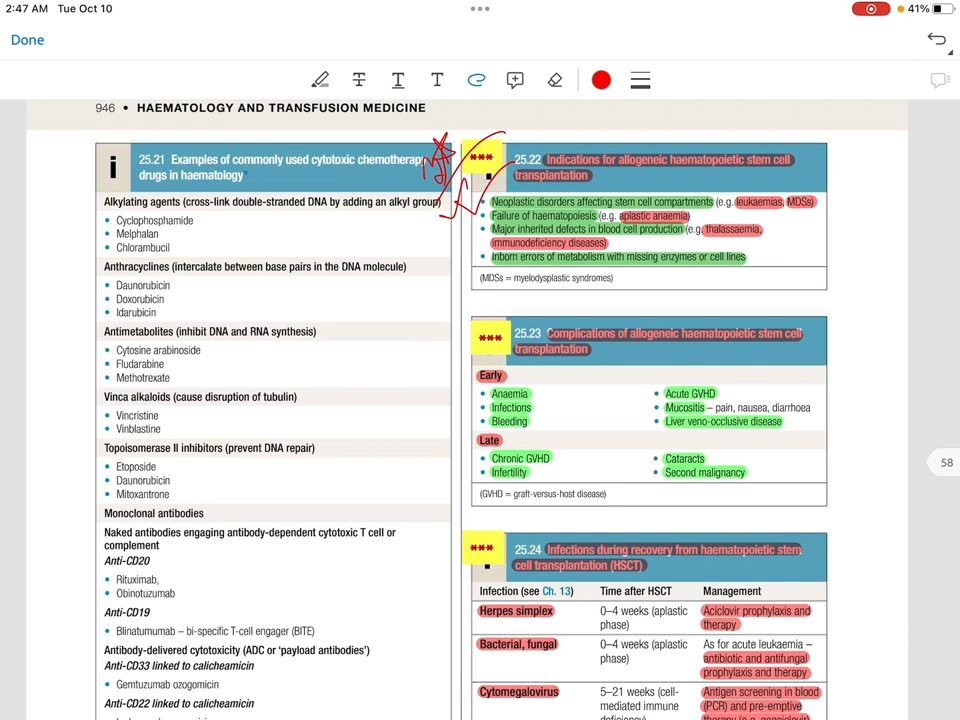 2:47 AM Tue Oct 10
41%
Done
946 • HAEMATOLOGY AND TRANSFUSION MEDICINE
i
25.21 Examples of commonly used cytotoxic chemotherapy
drugs in haematology*
Alkylating agents (cross-link double-stranded DNA by adding an alkyl group)
• Cyclophosphamide
• Melphalan
• Chlorambucil
Anthracyclines (intercalate between base pairs in the DNA molecule)
• Daunorubicin
• Doxorubicin
• Idarubicin
Antimetabolites (inhibit DNA and RNA synthesis)
• Cytosine arabinoside
• Fludarabine
• Methotrexate
Vinca alkaloids (cause disruption of tubulin)
• Vincristine
• Vinblastine
Topoisomerase II inhibitors (prevent DNA repair)
• Etoposide
• Daunorubicin
• Mitoxantrone
Monoclonal antibodies
Naked antibodies engaging antibody-dependent cytotoxic T cell or
complement
Anti-CD20
• Rituximab,
• Obinotuzumab
Anti-CD19
• Blinatumumab – bi-specific T-cell engager (BITE)
Antibody-delivered cytotoxicity (ADC or ‘payload antibodies’)
Anti-CD33 linked to calicheamicin
• Gemtuzumab ozogomicin
Anti-CD22 linked to calicheamicin
***
25.22 Indications for allogeneic haematopoietic stem cell
transplantation
• Neoplastic disorders affecting stem cell compartments (e.g. leukaemias, MDSs)
• Failure of haematopoiesis (e.g. aplastic anaemia)
• Major inherited defects in blood cell production (e.g. thalassaemia,
immunodeficiency diseases)
• Inborn errors of metabolism with missing enzymes or cell lines
(MDSs = myelodysplastic syndromes)
***
25.23 Complications of allogeneic haematopoietic stem cell
transplantation
Early
• Anaemia
• Infections
• Bleeding
• Acute GVHD
• Mucositis – pain, nausea, diarrhoea
• Liver veno-occlusive disease
Late
• Chronic GVHD
• Infertility
• Cataracts
• Second malignancy
(GVHD = graft-versus-host disease)
***
25.24 Infections during recovery from haematopoietic stem
cell transplantation (HSCT)
Infection (see Ch. 13) Time after HSCT Management
Herpes simplex 0–4 weeks (aplastic Aciclovir prophylaxis and
phase) therapy
Bacterial, fungal 0–4 weeks (aplastic As for acute leukaemia –
phase) antibiotic and antifungal
prophylaxis and therapy
Cytomegalovirus 5–21 weeks (cell- Antigen screening in blood
mediated immune (PCR) and pre-emptive
58